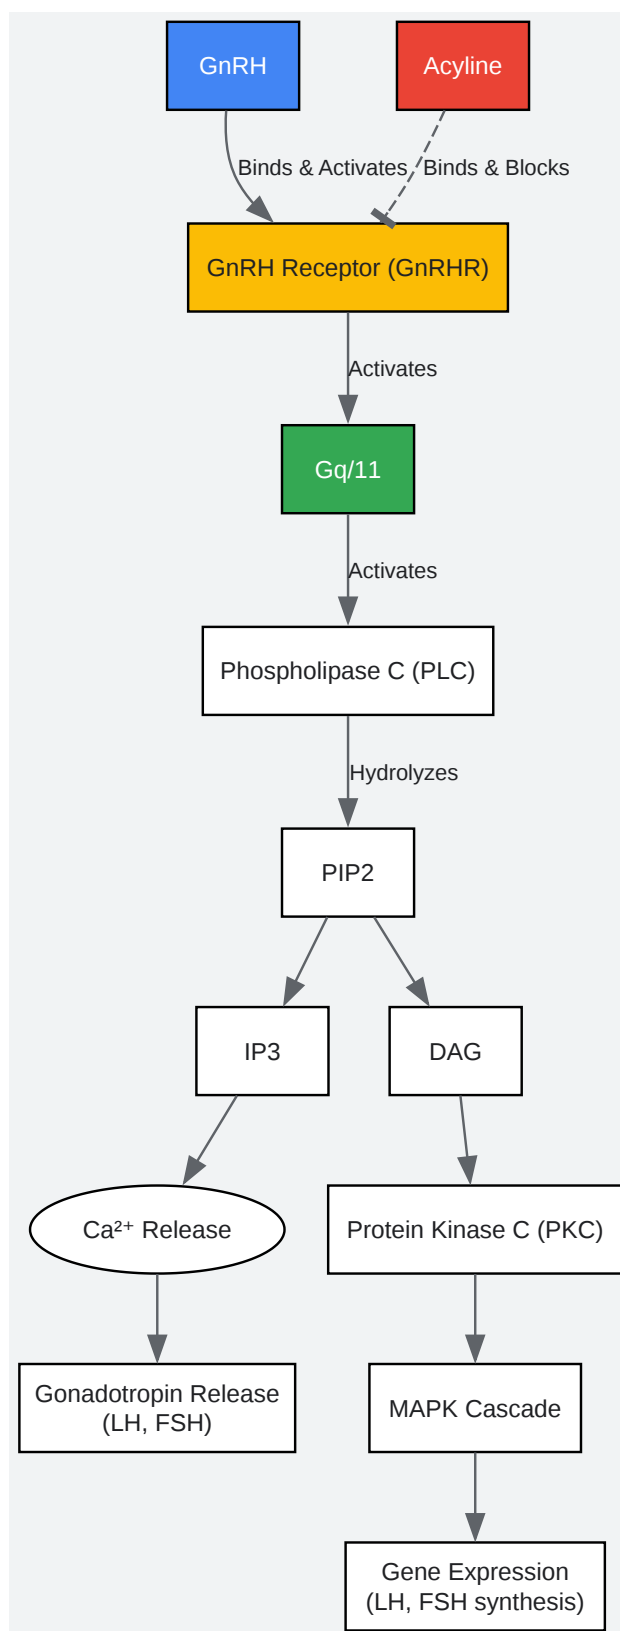 GnRH
Acyline
Binds & Activates
Binds & Blocks
GnRH Receptor (GnRHR)
Activates
Gq/11
Activates
Phospholipase C (PLC)
Hydrolyzes
PIP2
IP3
DAG
Ca²⁺ Release
Protein Kinase C (PKC)
Gonadotropin Release
(LH, FSH)
MAPK Cascade
Gene Expression
(LH, FSH synthesis)